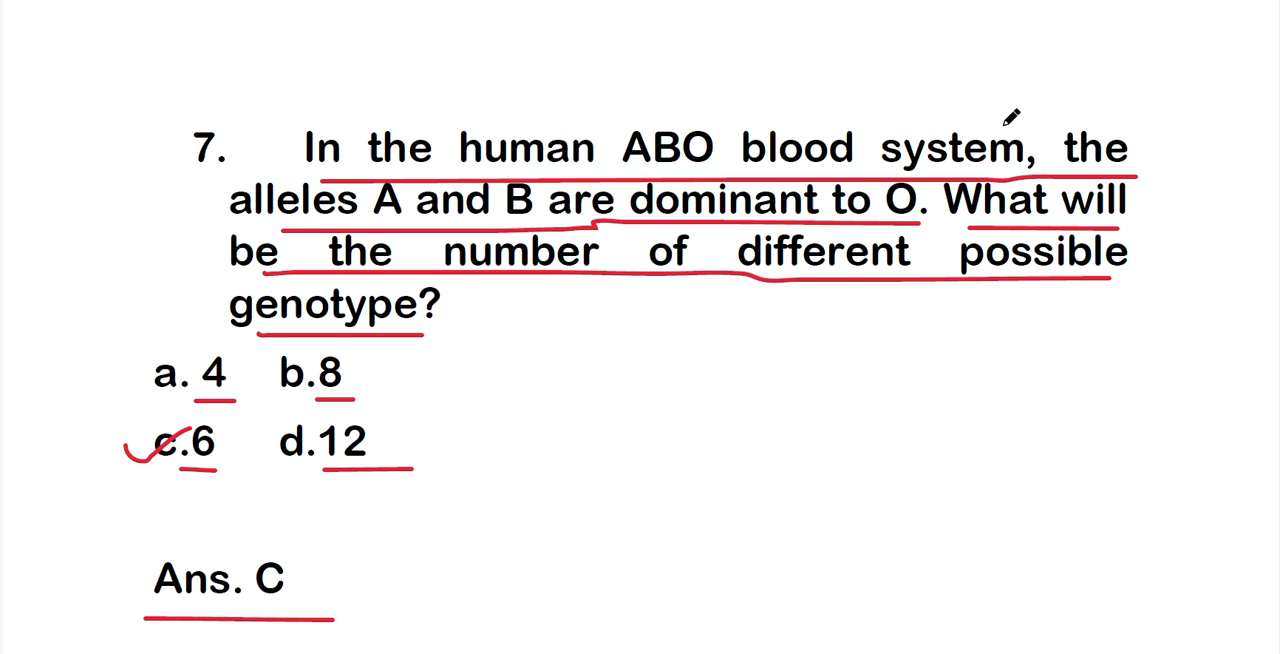 7. In the human ABO blood system, the
alleles A and B are dominant to O. What will
be the number of different possible
genotype?
a. 4 b.8
c.6 d.12
Ans. C